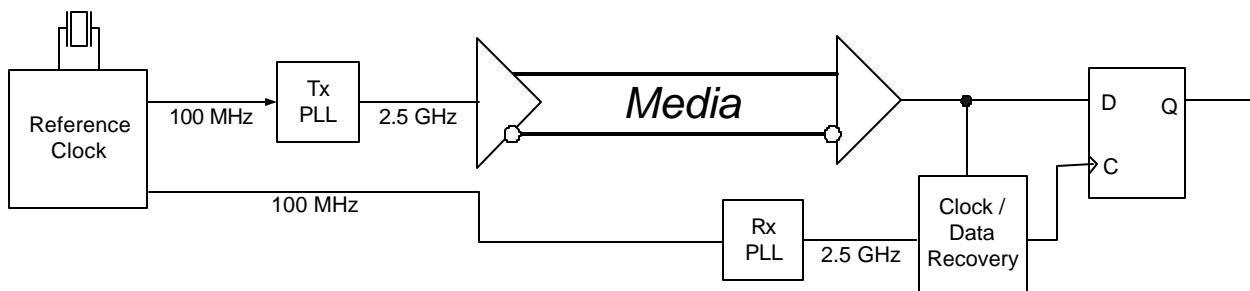 Reference
Clock
100 MHz
Tx
PLL
2.5 GHz
Media
D
Q
C
100 MHz
Rx
PLL
2.5 GHz
Clock /
Data
Recovery